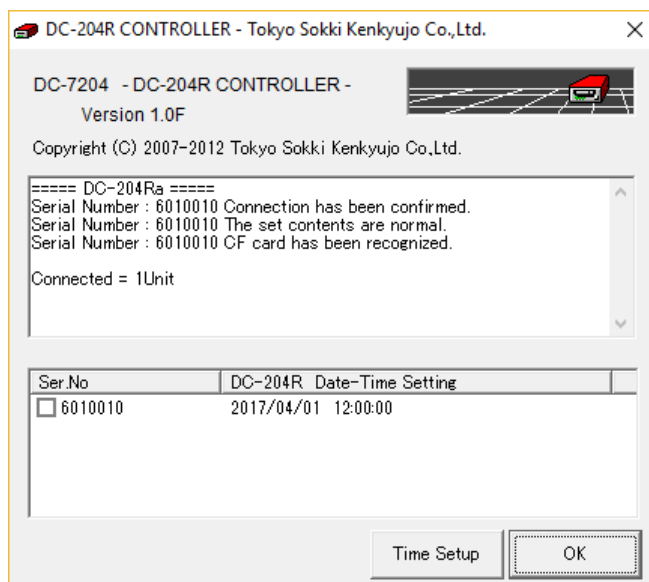 DC-204R CONTROLLER - Tokyo Sokki Kenkyujo Co.,Ltd.
DC-7204 - DC-204R CONTROLLER -
Version 1.0F
Copyright (C) 2007-2012 Tokyo Sokki Kenkyujo Co,Ltd.
===== DC-204Ra =====
Serial Number : 6010010 Connection has been confirmed.
Serial Number : 6010010 The set contents are normal.
Serial Number : 6010010 CF card has been recognized.
Connected = 1Unit
Ser.No DC-204R Date-Time Setting
6010010 2017/04/01 12:00:00
Time Setup OK